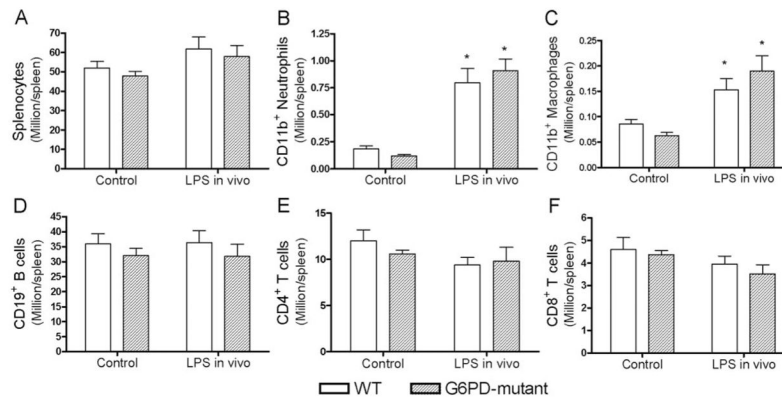 A
Splenocytes
(Million/spleen)
70
60
50
40
30
20
10
0
Control
LPS in vivo
B
CD11b+ Neutrophils
(Million/spleen)
1.25
1.00
0.75
0.50
0.25
0.00
*
*
Control
LPS in vivo
C
CD11b+ Macrophages
(Million/spleen)
0.25
0.20
0.15
0.10
0.05
0.00
*
*
Control
LPS in vivo
D
CD19+ B cells
(Million/spleen)
45
40
35
30
25
20
15
10
5
0
Control
LPS in vivo
E
CD4+ T cells
(Million/spleen)
15
10
5
0
Control
LPS in vivo
F
CD8+ T cells
(Million/spleen)
6
5
4
3
2
1
0
Control
LPS in vivo
WT
G6PD-mutant